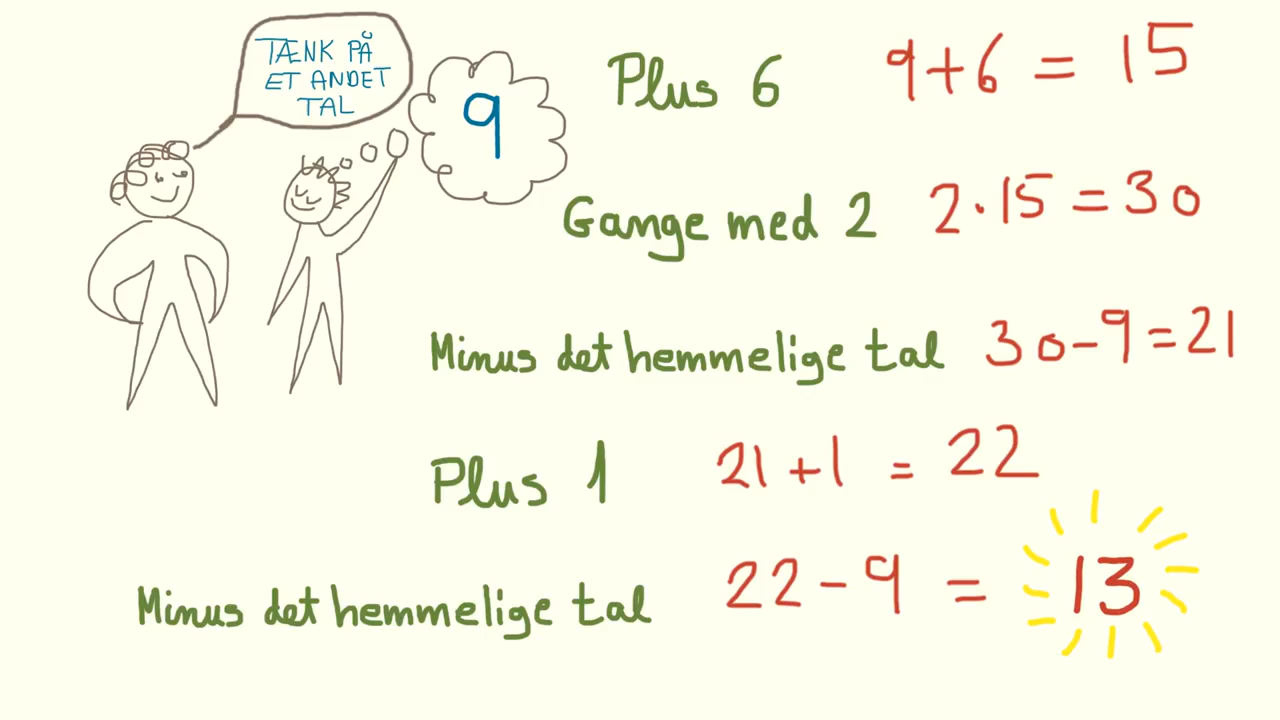 TÆNK PÅ
ET ANDET
TAL
9
Plus 6 9+6 = 15
Gange med 2 2·15 = 30
Minus det hemmelige tal 30-9=21
Plus 1 21+1 = 22
Minus det hemmelige tal 22-9 = 13